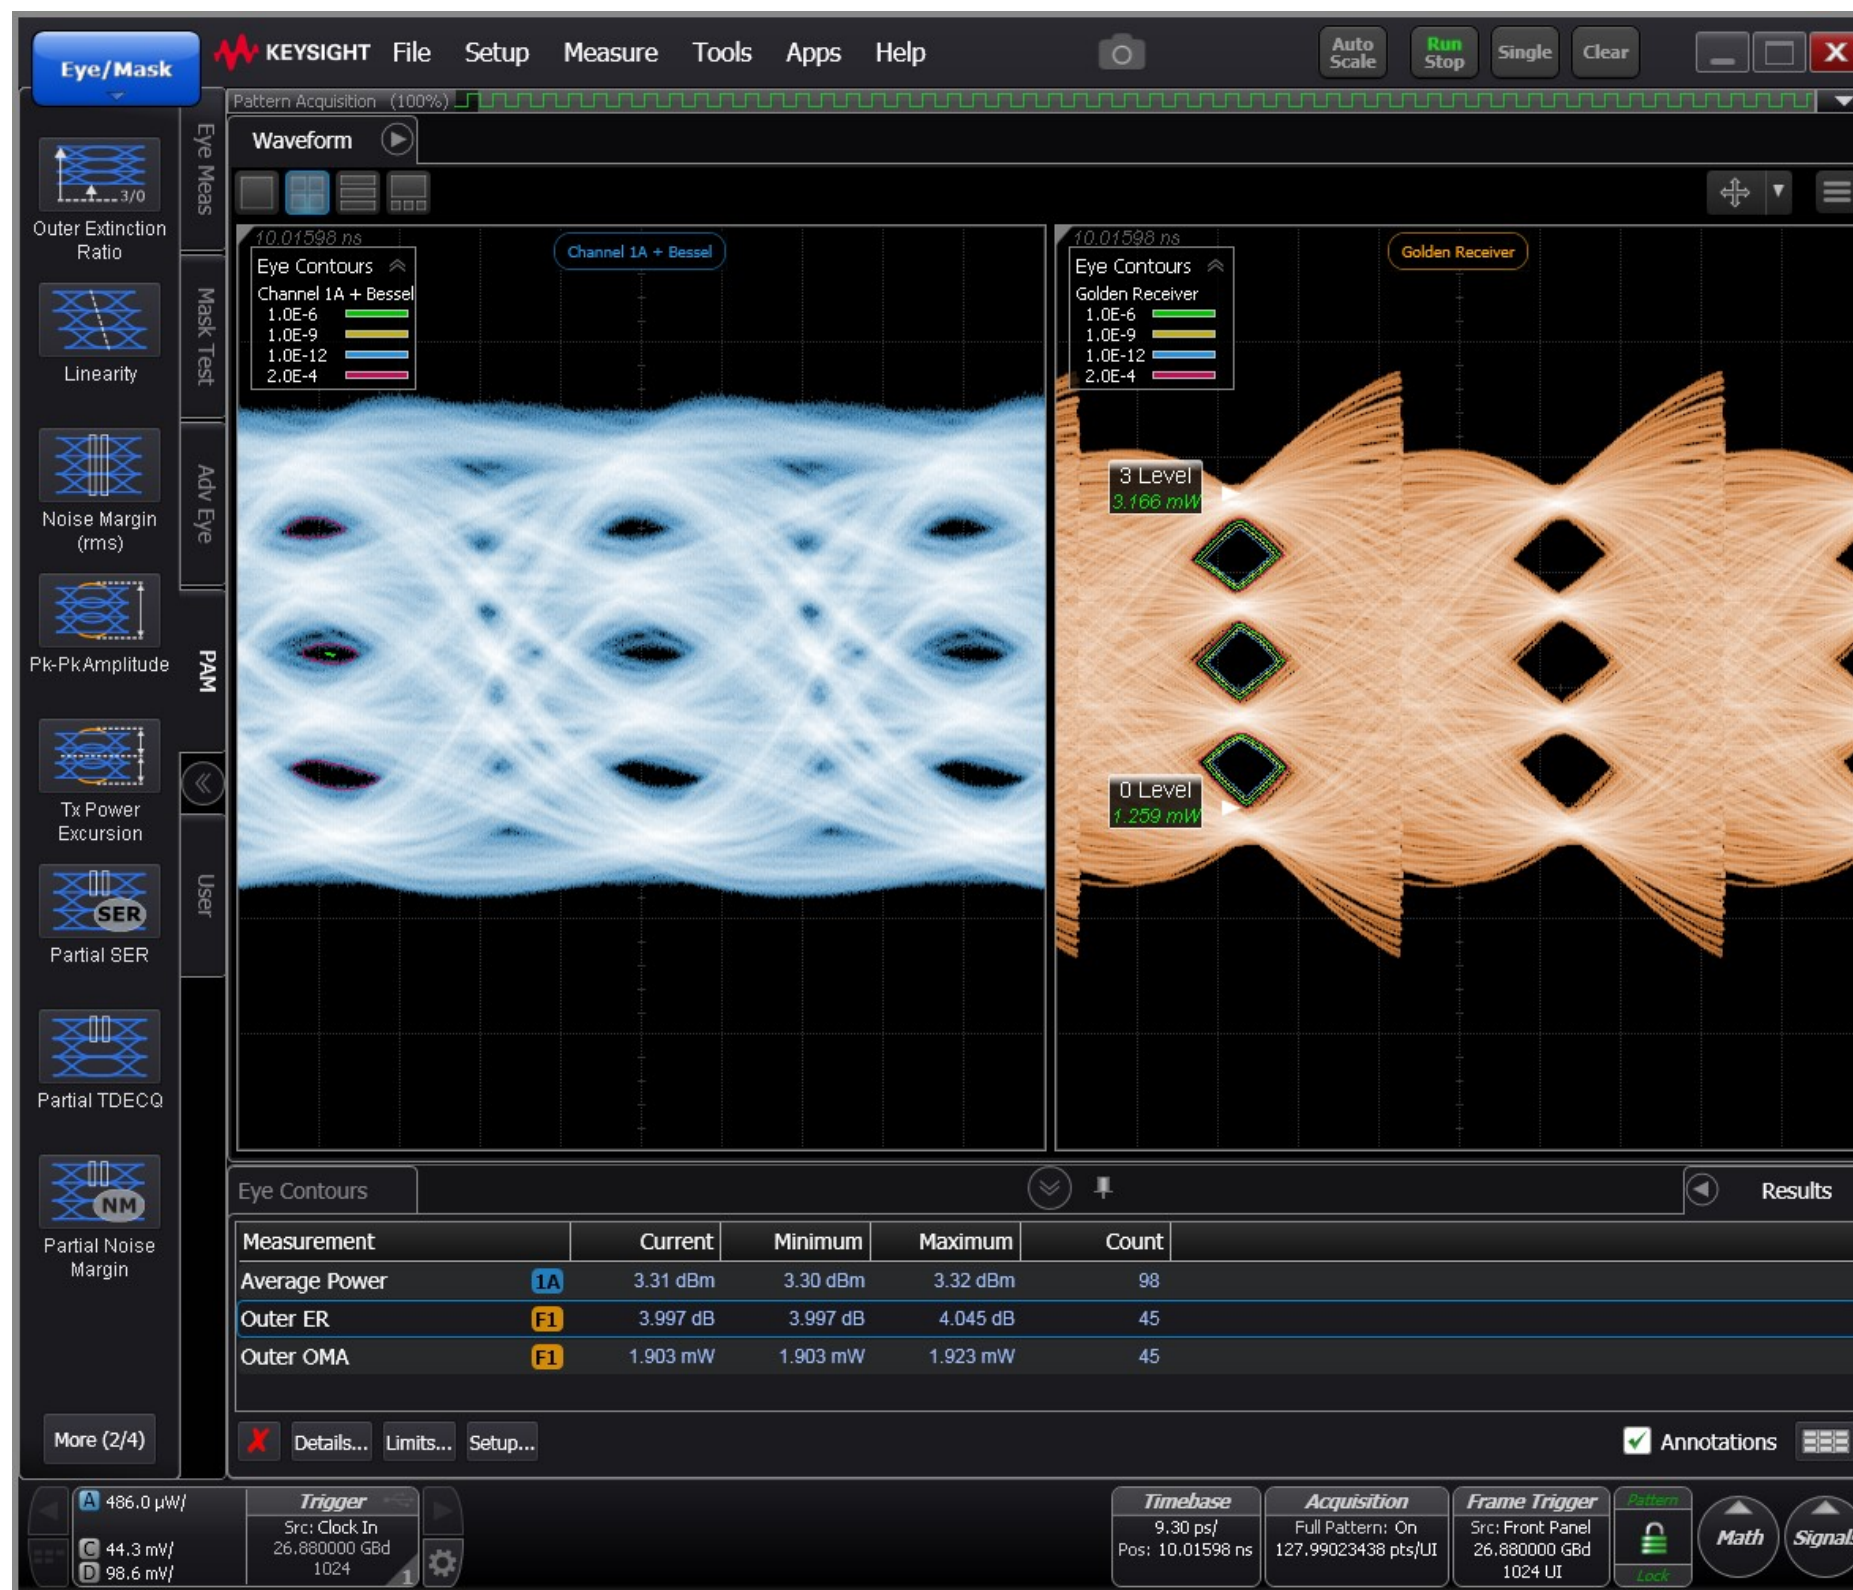 Eye/Mask
KEYSIGHT File Setup Measure Tools Apps Help
Auto Scale
Run Stop
Single
Clear
Pattern Acquisition (100%)
Waveform
3/0
Outer Extinction
Ratio
Linearity
Noise Margin
(rms)
Pk-Pk Amplitude
Tx Power
Excursion
SER
Partial SER
Partial TDECQ
NM
Partial Noise
Margin
More (2/4)
Eye Meas
Mask Test
Adv Eye
PAM
User
10.01598 ns
Channel 1A + Bessel
Eye Contours
Channel 1A + Bessel
1.0E-6
1.0E-9
1.0E-12
2.0E-4
10.01598 ns
Golden Receiver
Eye Contours
Golden Receiver
1.0E-6
1.0E-9
1.0E-12
2.0E-4
3 Level
3.166 mW
0 Level
1.259 mW
Eye Contours
Results
Measurement Current Minimum Maximum Count
Average Power 1A 3.31 dBm 3.30 dBm 3.32 dBm 98
Outer ER F1 3.997 dB 3.997 dB 4.045 dB 45
Outer OMA F1 1.903 mW 1.903 mW 1.923 mW 45
Details... Limits... Setup...
Annotations
A 486.0 µW/
C 44.3 mV/
D 98.6 mV/
Trigger
Src: Clock In
26.880000 GBd
1024
1
Timebase
9.30 ps/
Pos: 10.01598 ns
Acquisition
Full Pattern: On
127.99023438 pts/UI
Frame Trigger
Src: Front Panel
26.880000 GBd
1024 UI
Pattern
Lock
Math
Signals